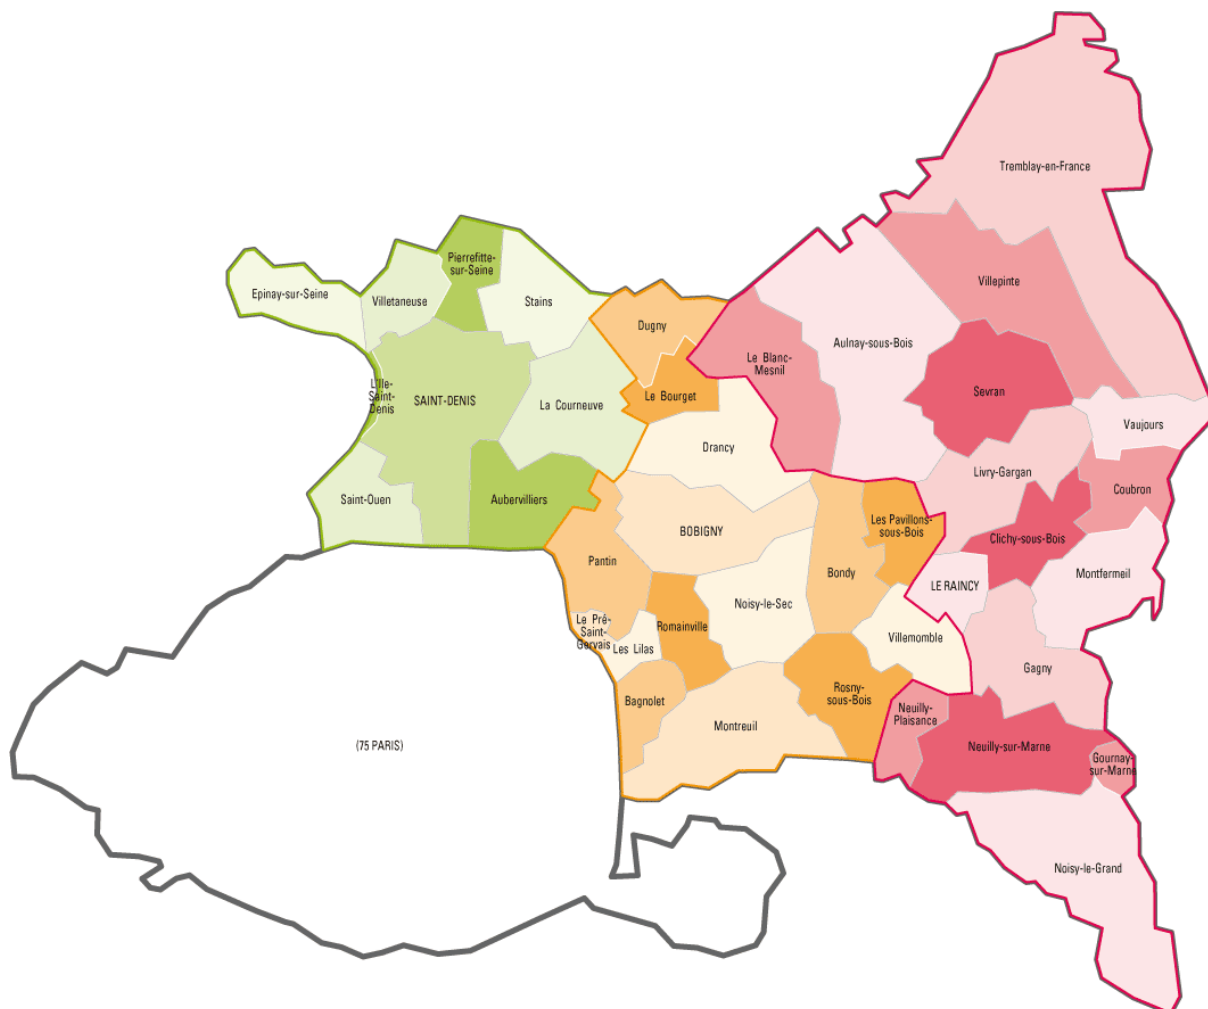 Tremblay-en-France
Villepinte
Pierrefitte-
sur-Seine
Epinay-sur-Seine
Villetaneuse
Stains
Dugny
Aulnay-sous-Bois
Le Blanc-
Mesnil
L'Ile-
Saint-
Denis
SAINT-DENIS
La Courneuve
Le Bourget
Sevran
Vaujours
Drancy
Livry-Gargan
Coubron
Saint-Ouen
Aubervilliers
BOBIGNY
Les Pavillons-
sous-Bois
Clichy-sous-Bois
Pantin
Bondy
LE RAINCY
Montfermeil
Noisy-le-Sec
Le Pré-
Saint-
Gervais
Les Lilas
Romainville
Villemomble
Gagny
Bagnolet
Montreuil
Rosny-
sous-Bois
Neuilly-
Plaisance
Neuilly-sur-Marne
Gournay-
sur-Marne
(75 PARIS)
Noisy-le-Grand